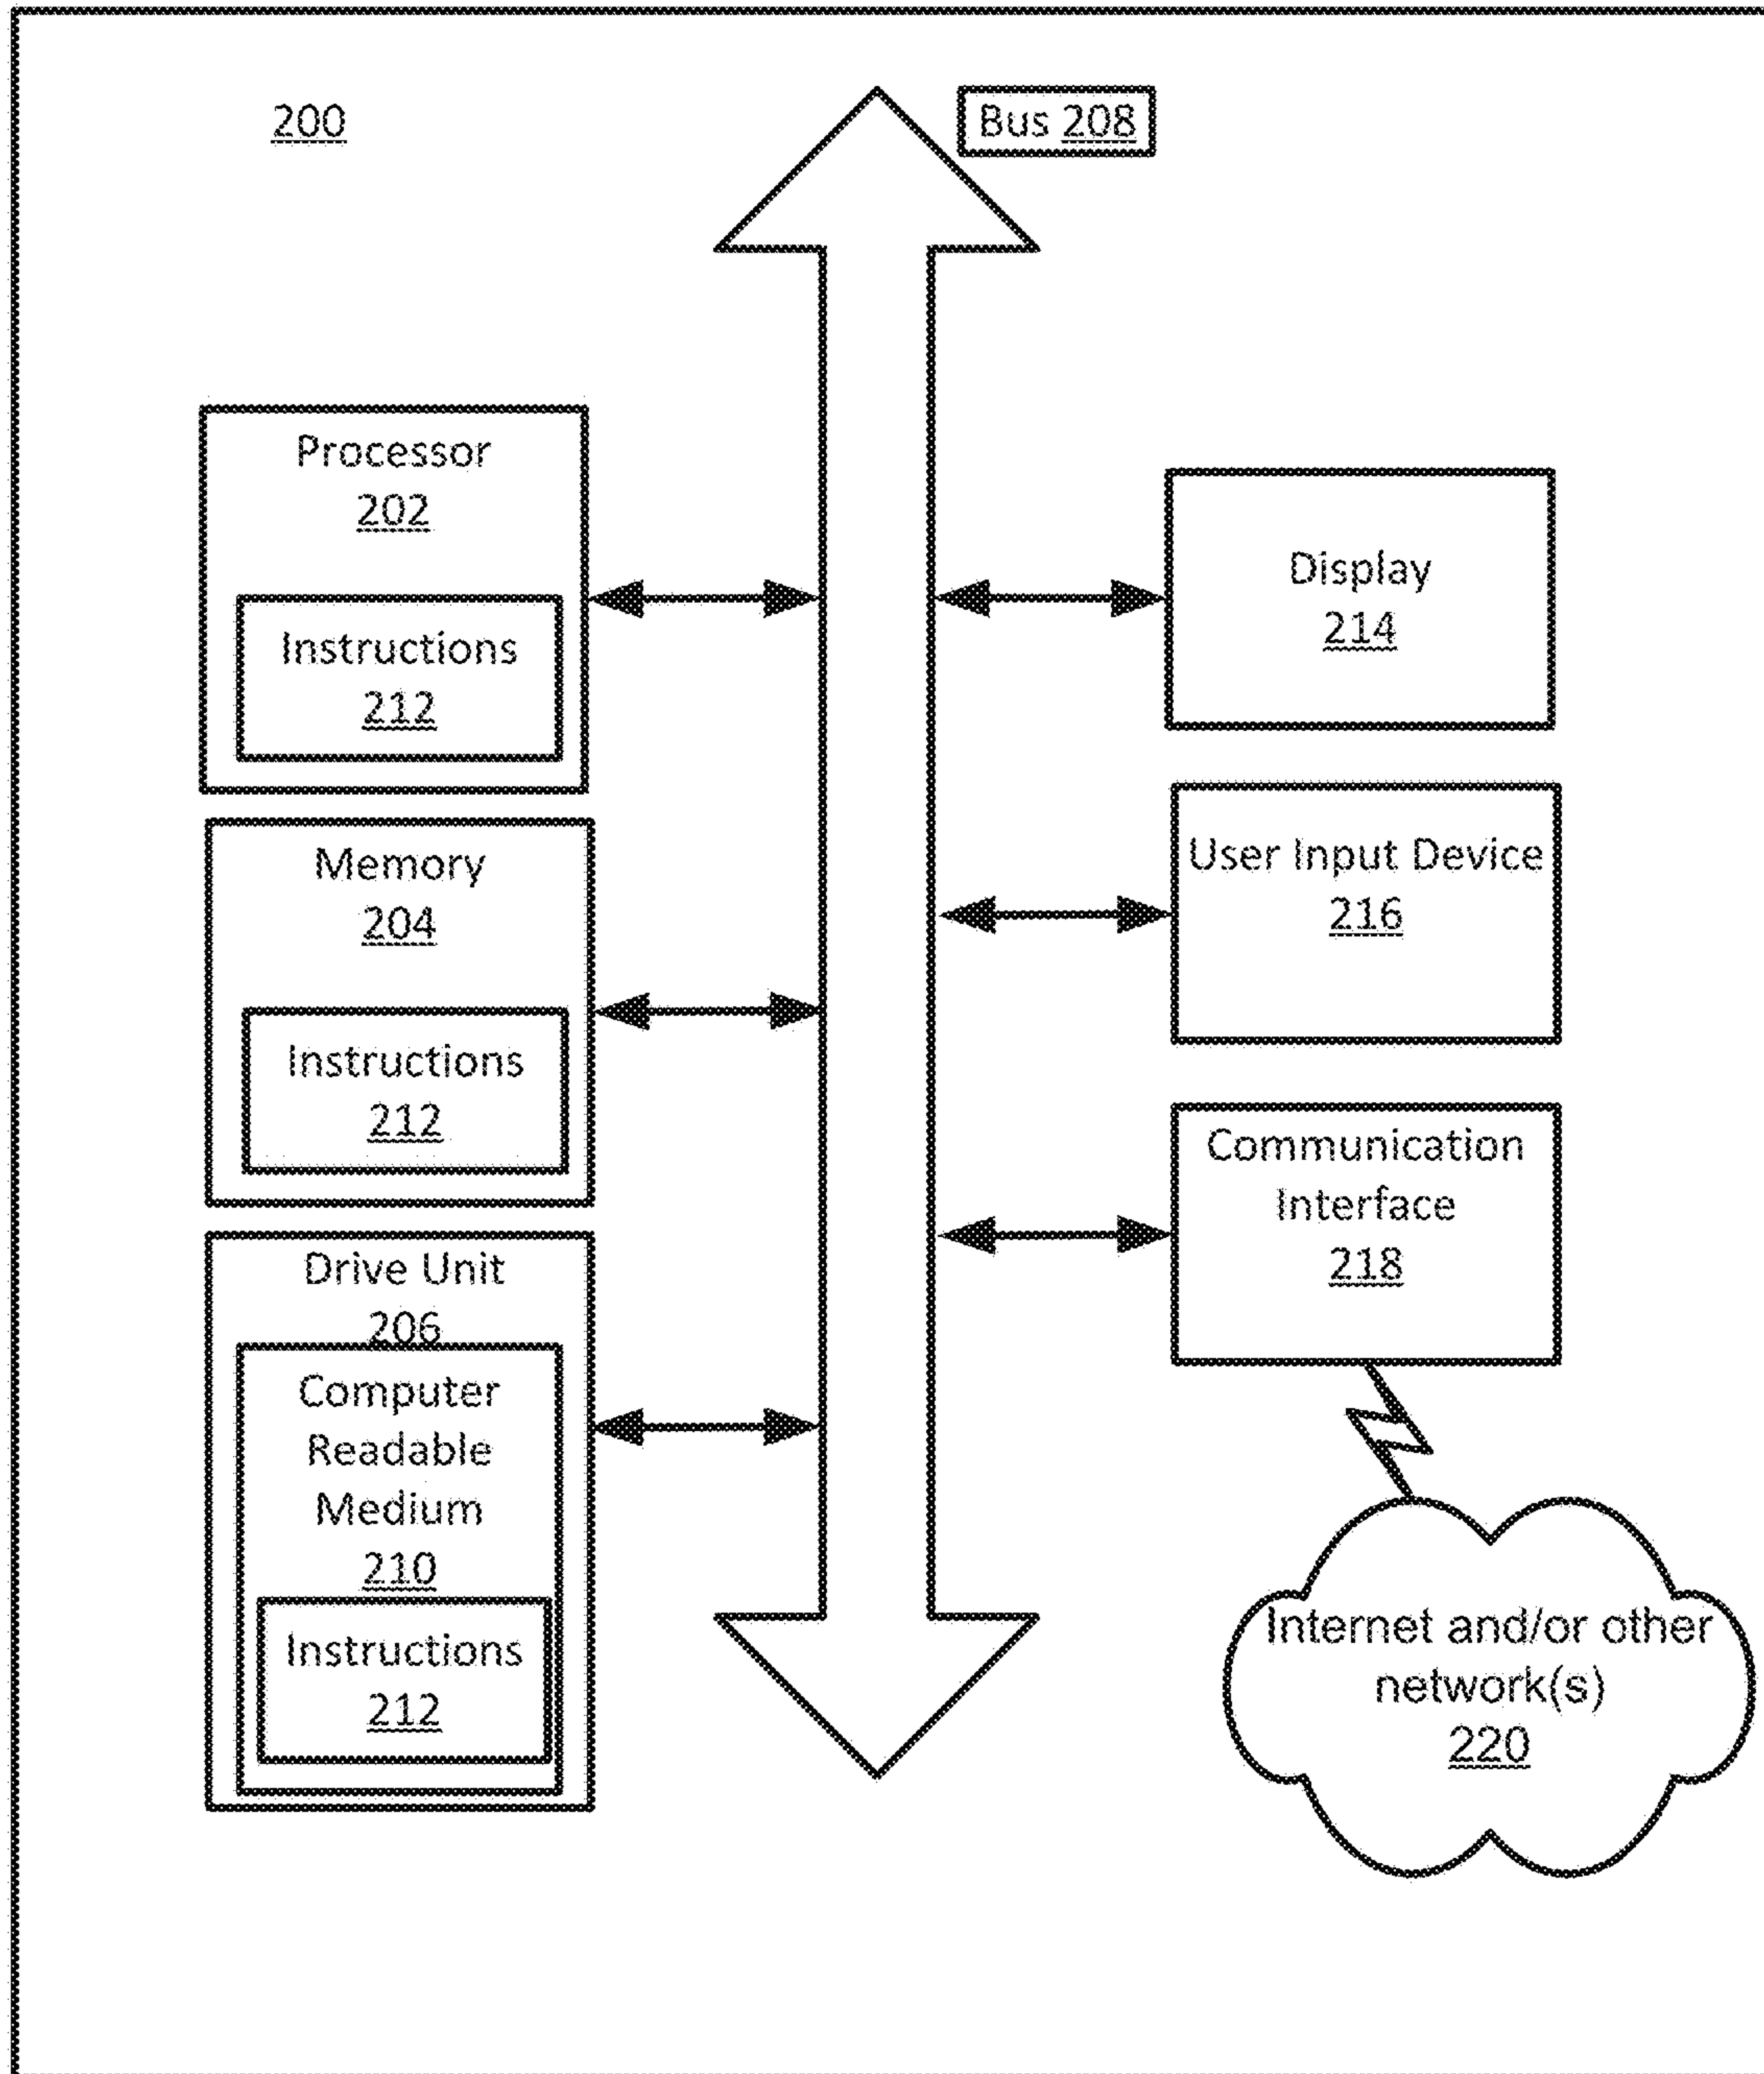 200
Bus 208
Processor
202
Instructions
212
Memory
204
Instructions
212
Drive Unit
206
Computer
Readable
Medium
210
Instructions
212
Display
214
User Input Device
216
Communication
Interface
218
Internet and/or other
network(s)
220